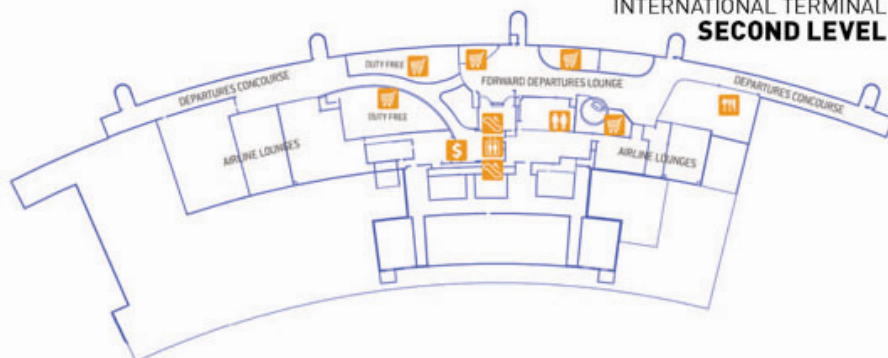 INTERNATIONAL TERMINAL
SECOND LEVEL
DUTY FREE
DEPARTURES CONCOURSE
FORWARD DEPARTURES LOUNGE
DEPARTURES CONCOURSE
DUTY FREE
$
AIRLINE LOUNGES
AIRLINE LOUNGES